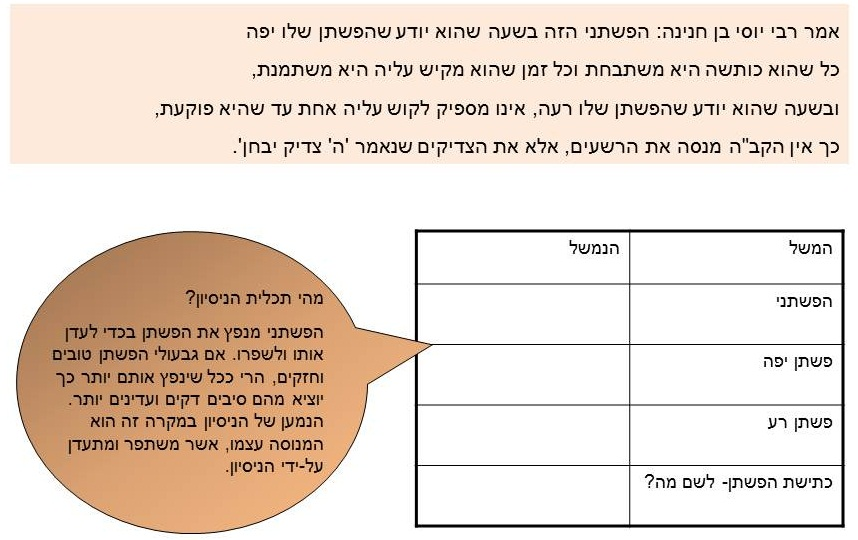 אמר רבי יוסי בן חנינה: הפשתני הזה בשעה שהוא יודע שהפשתן שלו יפה
כל שהוא כותשה היא משתבחת וכל זמן שהוא מקיש עליה היא משתמנת,
ובשעה שהוא יודע שהפשתן שלו רעה, אינו מספיק לקוש עליה אחת עד שהיא פוקעת,
כך אין הקב"ה מנסה את הרשעים, אלא את הצדיקים שנאמר 'ה' צדיק יבחן'.
המשל
הנמשל
הפשתני
פשתן יפה
פשתן רע
כתישת הפשתן- לשם מה?
מהי תכלית הניסיון?
הפשתני מנפץ את הפשתן בכדי לעדן
אותו ולשפרו. אם גבעולי הפשתן טובים
וחזקים, הרי ככל שינפץ אותם יותר כך
יוציא מהם סיבים דקים ועדינים יותר.
הנמען של הניסיון במקרה זה הוא
המנוסה עצמו, אשר משתפר ומתעדן
על-ידי הניסיון.